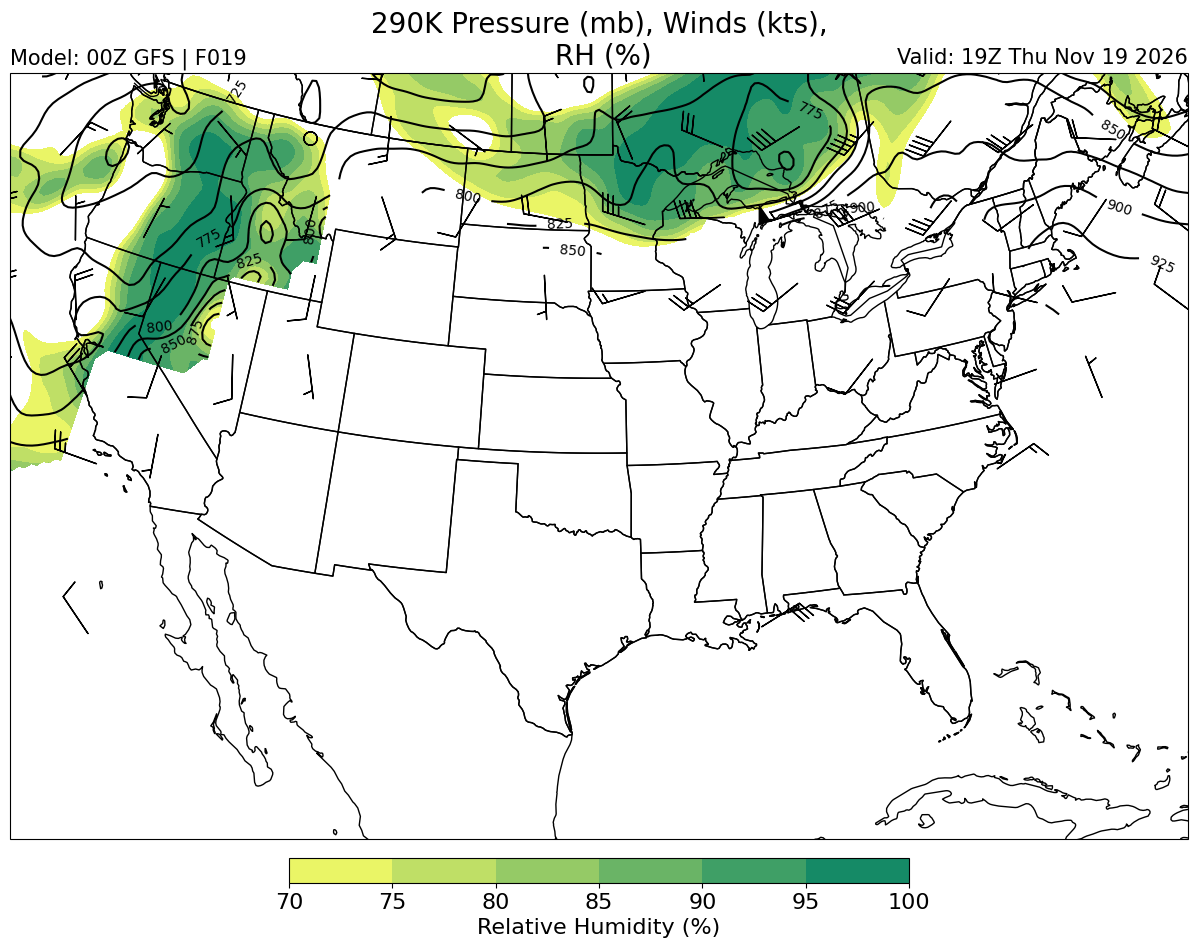 290K Pressure (mb), Winds (kts),
RH (%)
Model: 00Z GFS | F019
Valid: 19Z Thu Nov 19 2026
725
775
850
800
900
900
825
850
925
775
800
825
800
850
875
70 75 80 85 90 95 100
Relative Humidity (%)